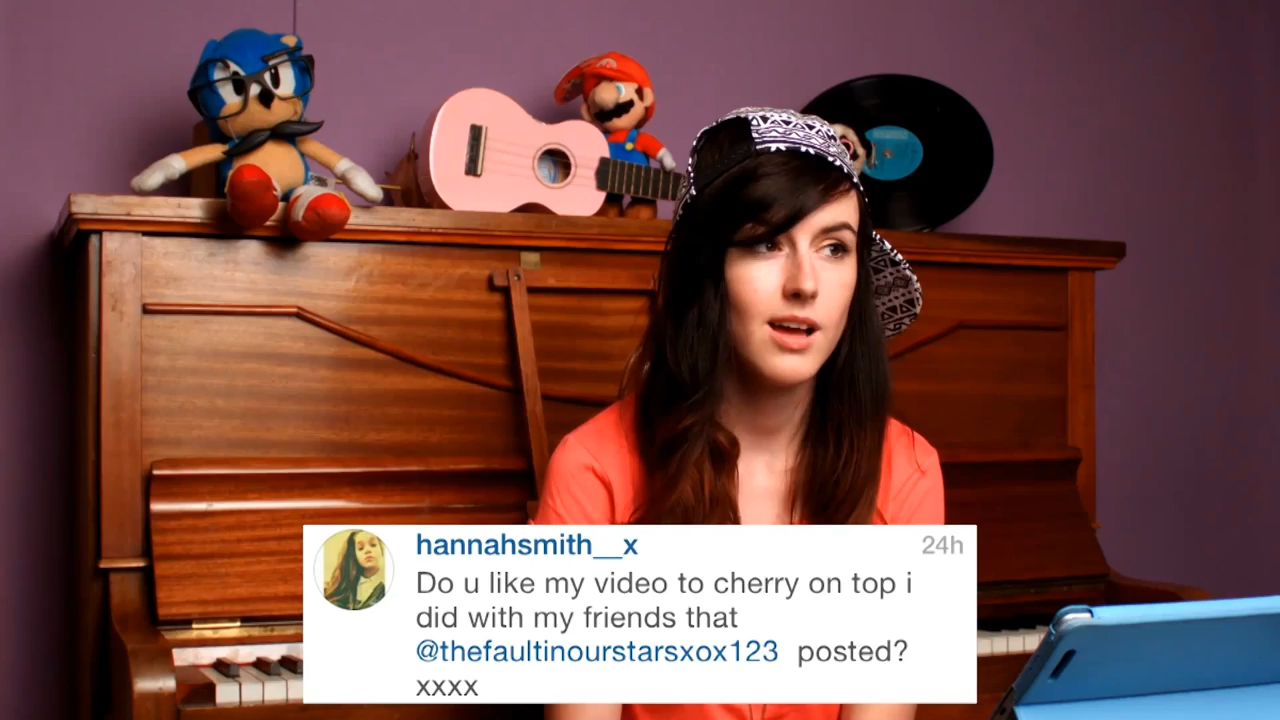 hannahsmith__x 24h
Do u like my video to cherry on top i
did with my friends that
@thefaultinourstarsxox123 posted?
xxxx